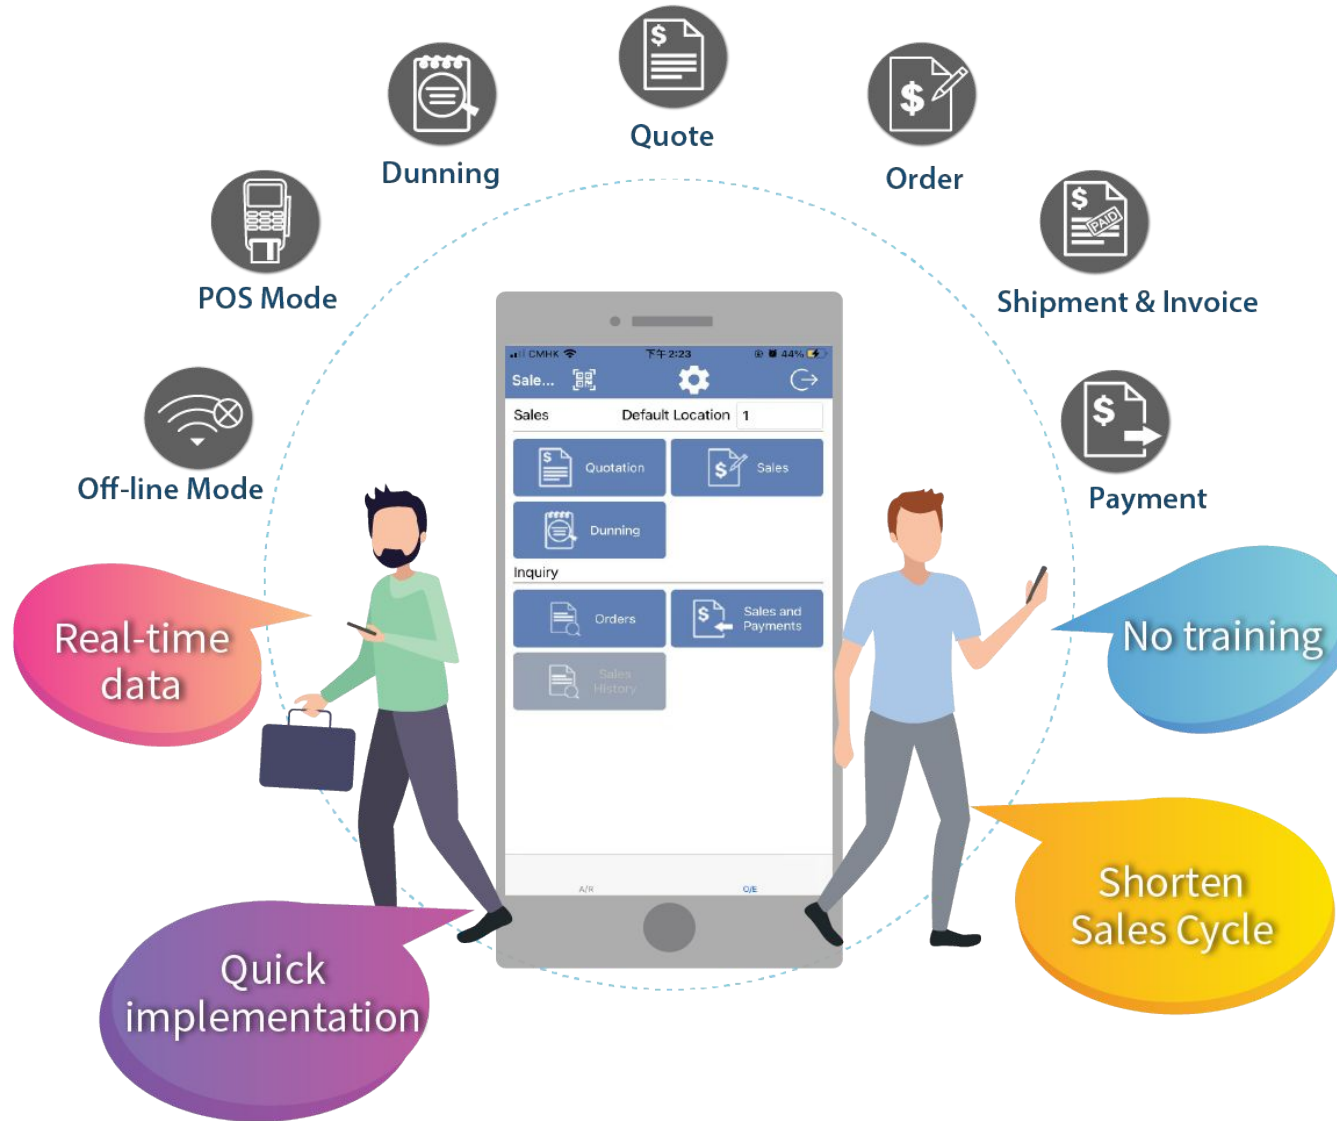 Quote
Dunning
Order
POS Mode
Shipment & Invoice
PAID
Off-line Mode
Payment
CMHK
下午2:23
44%
Sale...
Sales
Default Location
1
Quotation
Sales
Dunning
Inquiry
Orders
Sales and
Payments
Sales
History
A/R
O/E
Real-time
data
No training
Shorten
Sales Cycle
Quick
implementation